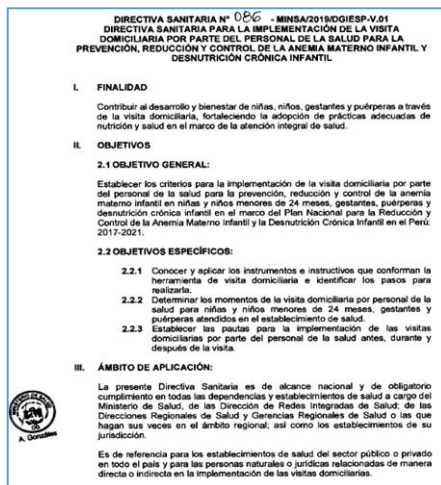 DIRECTIVA SANITARIA N° 086 - MINSA/2019/DGIESP-V.01
DIRECTIVA SANITARIA PARA LA IMPLEMENTACIÓN DE LA VISITA
DOMICILIARIA POR PARTE DEL PERSONAL DE LA SALUD PARA LA
PREVENCIÓN, REDUCCIÓN Y CONTROL DE LA ANEMIA MATERNO INFANTIL Y
DESNUTRICIÓN CRÓNICA INFANTIL
I. FINALIDAD
Contribuir al desarrollo y bienestar de niñas, niños, gestantes y puérperas a través
de la visita domiciliaria, fortaleciendo la adopción de prácticas adecuadas de
nutrición y salud en el marco de la atención integral de salud.
II. OBJETIVOS
2.1 OBJETIVO GENERAL:
Establecer los criterios para la implementación de la visita domiciliaria por parte
del personal de la salud para la prevención, reducción y control de la anemia
materno infantil en niñas y niños menores de 24 meses, gestantes, puérperas y
desnutrición crónica infantil en el marco del Plan Nacional para la Reducción y
Control de la Anemia Materno Infantil y la Desnutrición Crónica Infantil en el Perú:
2017-2021.
2.2 OBJETIVOS ESPECÍFICOS:
2.2.1 Conocer y aplicar los instrumentos e instructivos que conforman la
herramienta de visita domiciliaria e identificar los pasos para
realizarla.
2.2.2 Determinar los momentos de la visita domiciliaria por personal de la
salud para niñas y niños menores de 24 meses, gestantes y
puérperas atendidos en el establecimiento de salud.
2.2.3 Establecer las pautas para la implementación de las visitas
domiciliarias por parte del personal de la salud antes, durante y
después de la visita.
III. ÁMBITO DE APLICACIÓN:
La presente Directiva Sanitaria es de alcance nacional y de obligatorio
cumplimiento en todas las dependencias y establecimientos de salud a cargo del
Ministerio de Salud, de las Dirección de Redes Integradas de Salud; de las
Direcciones Regionales de Salud y Gerencias Regionales de Salud o las que
hagan sus veces en el ámbito regional; así como los establecimientos de su
jurisdicción.
A. Gonzáles
Es de referencia para los establecimientos de salud del sector público o privado
en todo el país y para las personas naturales o jurídicas relacionadas de manera
directa o indirecta en la implementación de las visitas domiciliarias.